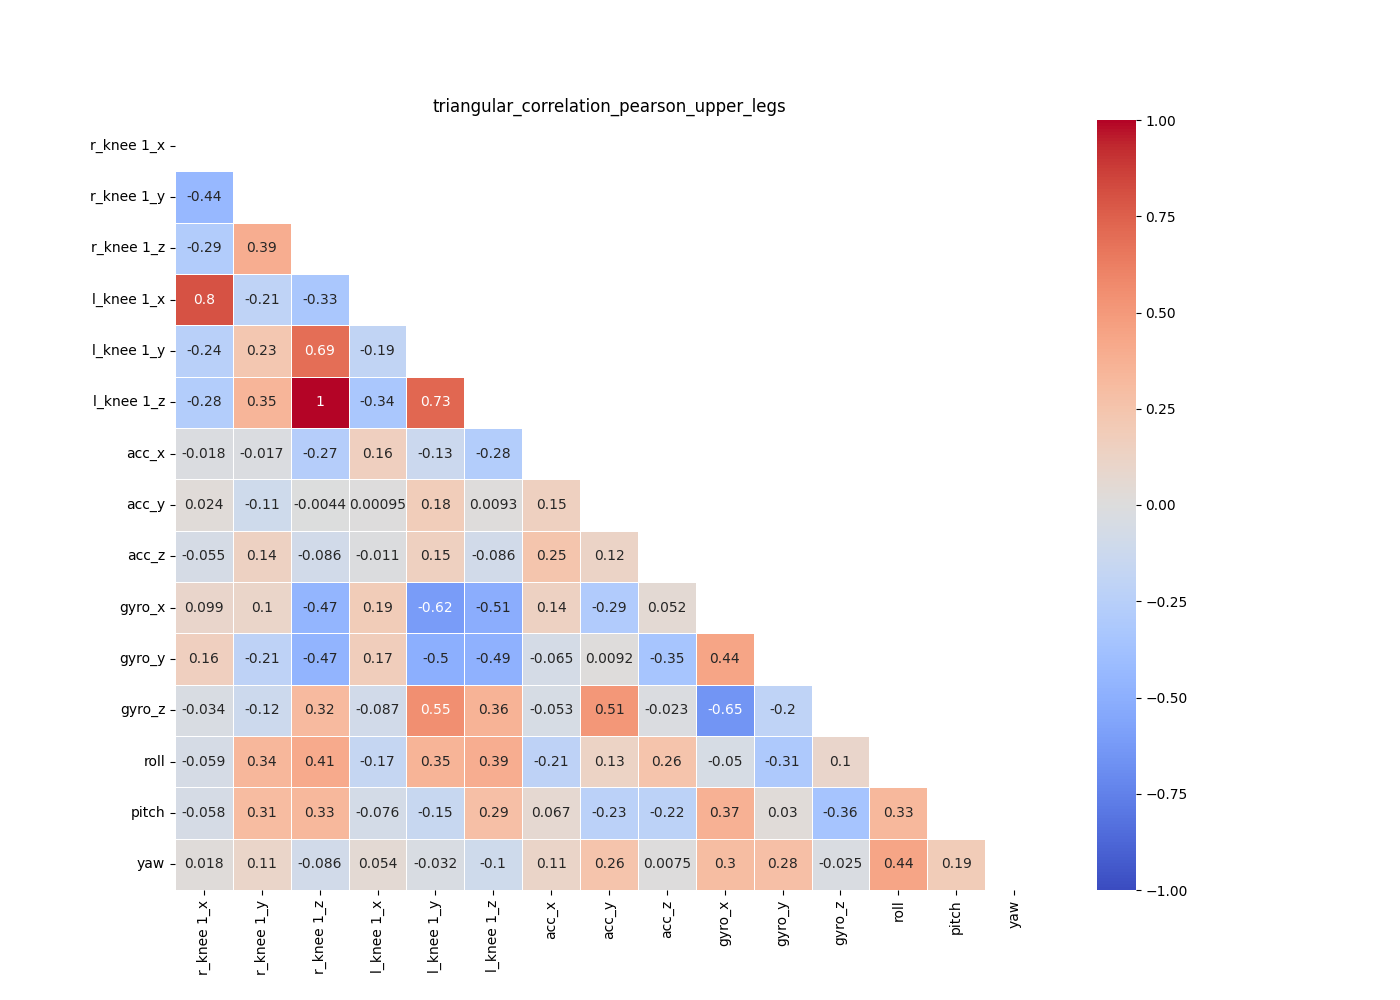 triangular_correlation_pearson_upper_legs
r_knee 1_x
r_knee 1_y -0.44
r_knee 1_z -0.29 0.39
l_knee 1_x 0.8 -0.21 -0.33
l_knee 1_y -0.24 0.23 0.69 -0.19
l_knee 1_z -0.28 0.35 1 -0.34 0.73
acc_x -0.018 -0.017 -0.27 0.16 -0.13 -0.28
acc_y 0.024 -0.11 -0.0044 0.00095 0.18 0.0093 0.15
acc_z -0.055 0.14 -0.086 -0.011 0.15 -0.086 0.25 0.12
gyro_x 0.099 0.1 -0.47 0.19 -0.62 -0.51 0.14 -0.29 0.052
gyro_y 0.16 -0.21 -0.47 0.17 -0.5 -0.49 -0.065 0.0092 -0.35 0.44
gyro_z -0.034 -0.12 0.32 -0.087 0.55 0.36 -0.053 0.51 -0.023 -0.65 -0.2
roll -0.059 0.34 0.41 -0.17 0.35 0.39 -0.21 0.13 0.26 -0.05 -0.31 0.1
pitch -0.058 0.31 0.33 -0.076 -0.15 0.29 0.067 -0.23 -0.22 0.37 0.03 -0.36 0.33
yaw 0.018 0.11 -0.086 0.054 -0.032 -0.1 0.11 0.26 0.0075 0.3 0.28 -0.025 0.44 0.19
r_knee 1_x r_knee 1_y r_knee 1_z l_knee 1_x l_knee 1_y l_knee 1_z acc_x acc_y acc_z gyro_x gyro_y gyro_z roll pitch yaw
1.00
0.75
0.50
0.25
0.00
−0.25
−0.50
−0.75
−1.00